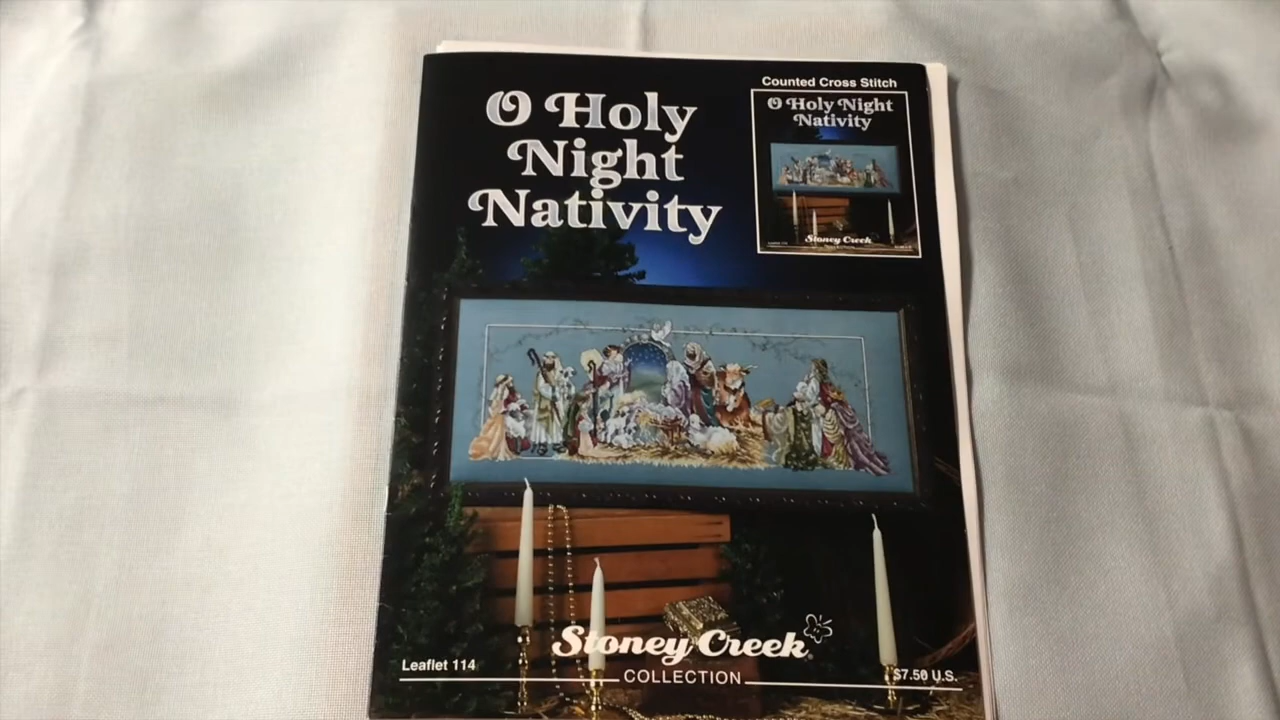 O Holy
Night
Nativity
Counted Cross Stitch
O Holy Night
Nativity
Stoney Creek
Stoney Creek
COLLECTION
Leaflet 114
$7.50 U.S.